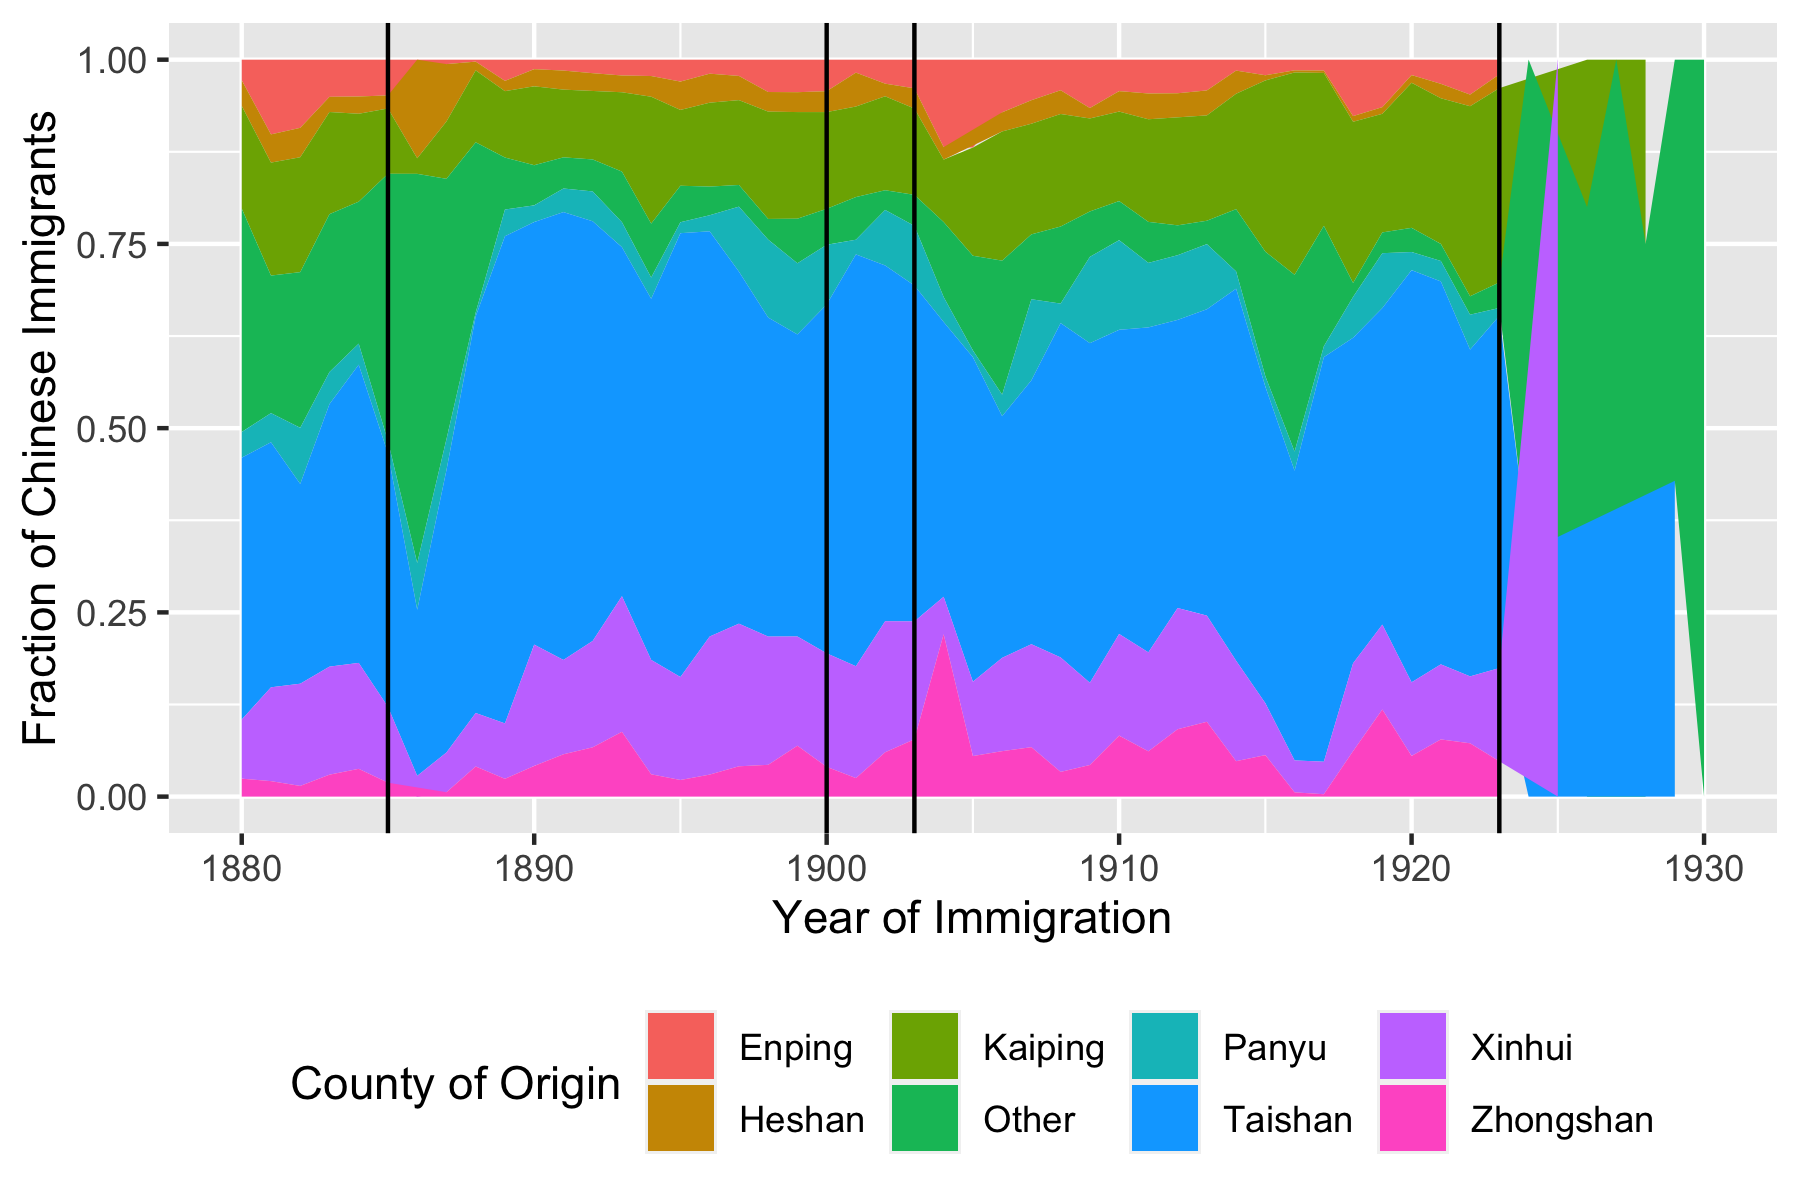 Fraction of Chinese Immigrants
1.00
0.75
0.50
0.25
0.00
1880 1890 1900 1910 1920 1930
Year of Immigration
County of Origin
Enping Kaiping Panyu Xinhui
Heshan Other Taishan Zhongshan